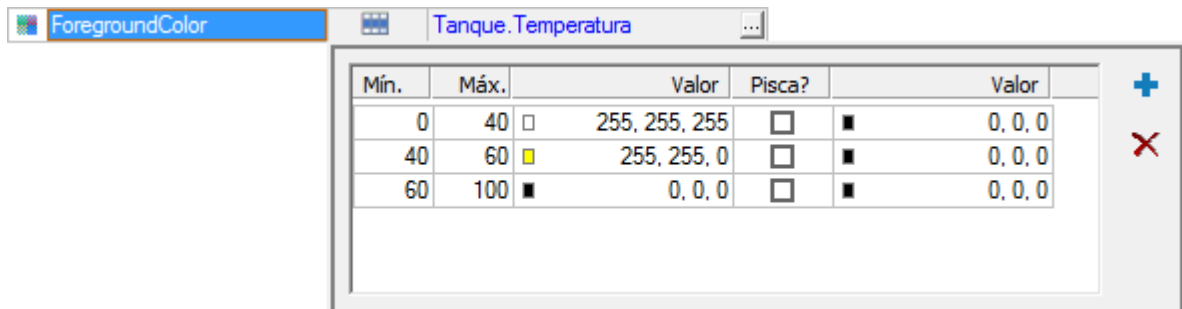 ForegroundColor Tanque.Temperatura ...
Mín. Máx. Valor Pisca? Valor
0 40 255, 255, 255 0, 0, 0
40 60 255, 255, 0 0, 0, 0
60 100 0, 0, 0 0, 0, 0